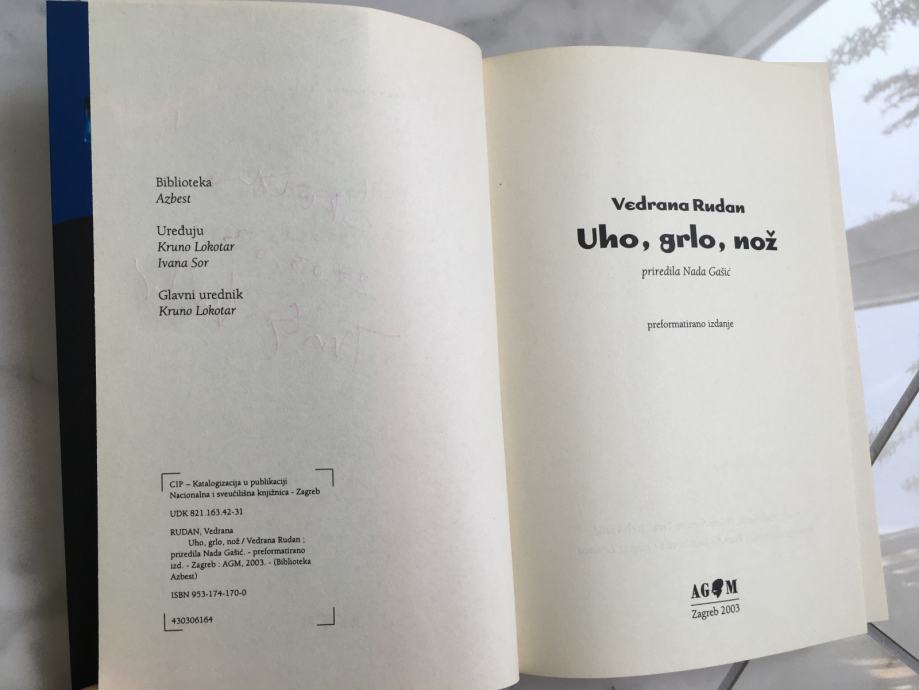 Biblioteka
Azbest
Uređuju
Kruno Lokotar
Ivana Sor
Glavni urednik
Kruno Lokotar
CIP – Katalogizacija u publikaciji
Nacionalna i sveučilišna knjižnica - Zagreb
UDK 821.163.42-31
RUDAN, Vedrana
Uho, grlo, nož / Vedrana Rudan ;
priredila Nada Gašić. - preformatirano
izd. - Zagreb : AGM, 2003. - (Biblioteka
Azbest)
ISBN 953-174-170-0
430306164
Vedrana Rudan
Uho, grlo, nož
priredila Nada Gašić
preformatirano izdanje
AGM
Zagreb 2003